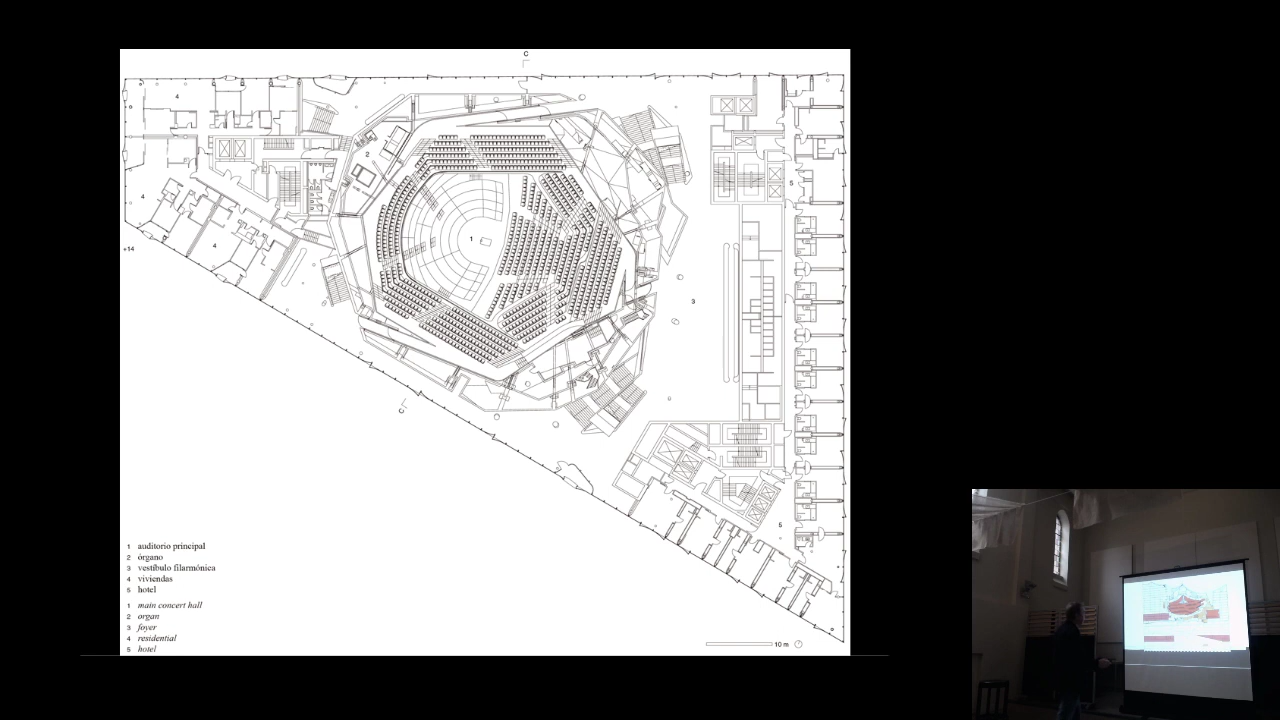 C
4
2
4
5
1
4
+14
3
C
5
1 auditorio principal
2 órgano
3 vestíbulo filarmónica
4 viviendas
5 hotel
1 main concert hall
2 organ
3 foyer
4 residential
5 hotel
10 m